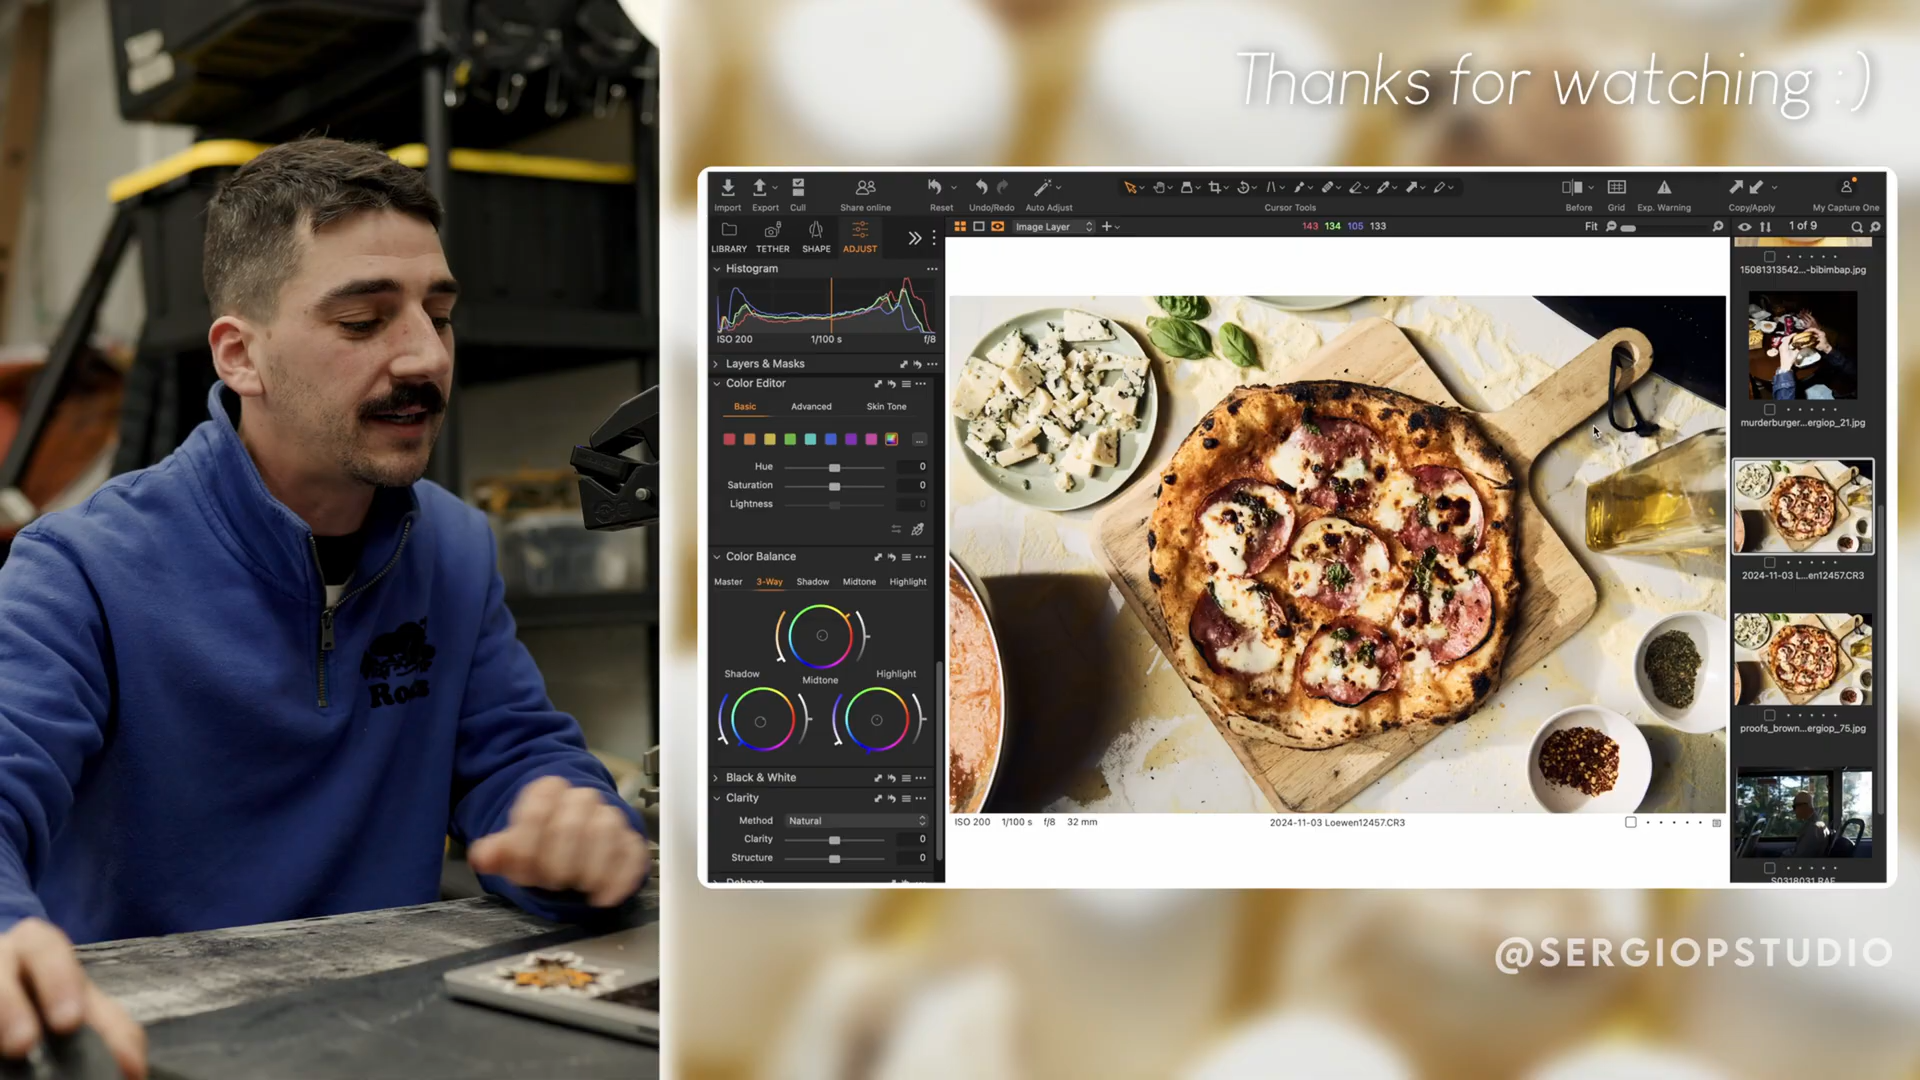 Thanks for watching :)
Import
Export
Cull
Share online
Reset
Undo/Redo
Auto Adjust
Cursor Tools
Before
Grid
Exp. Warning
Copy/Apply
My Capture One
LIBRARY
TETHER
SHAPE
ADJUST
Image Layer
143 134 105 133
Fit
1 of 9
Histogram
ISO 200
1/100 s
f/8
Layers & Masks
Color Editor
Basic
Advanced
Skin Tone
...
Hue
0
Saturation
0
Lightness
0
Color Balance
Master
3-Way
Shadow
Midtone
Highlight
Shadow
Midtone
Highlight
Black & White
Clarity
Method
Natural
Clarity
0
Structure
0
Dehaze
ISO 200
1/100 s
f/8
32 mm
2024-11-03 Loewen12457.CR3
15081313542...-bibimbap.jpg
murderburger...ergiop_21.jpg
2024-11-03 L...en12457.CR3
proofs_brown...ergiop_75.jpg
S0318031.RAF
@SERGIOPSTUDIO